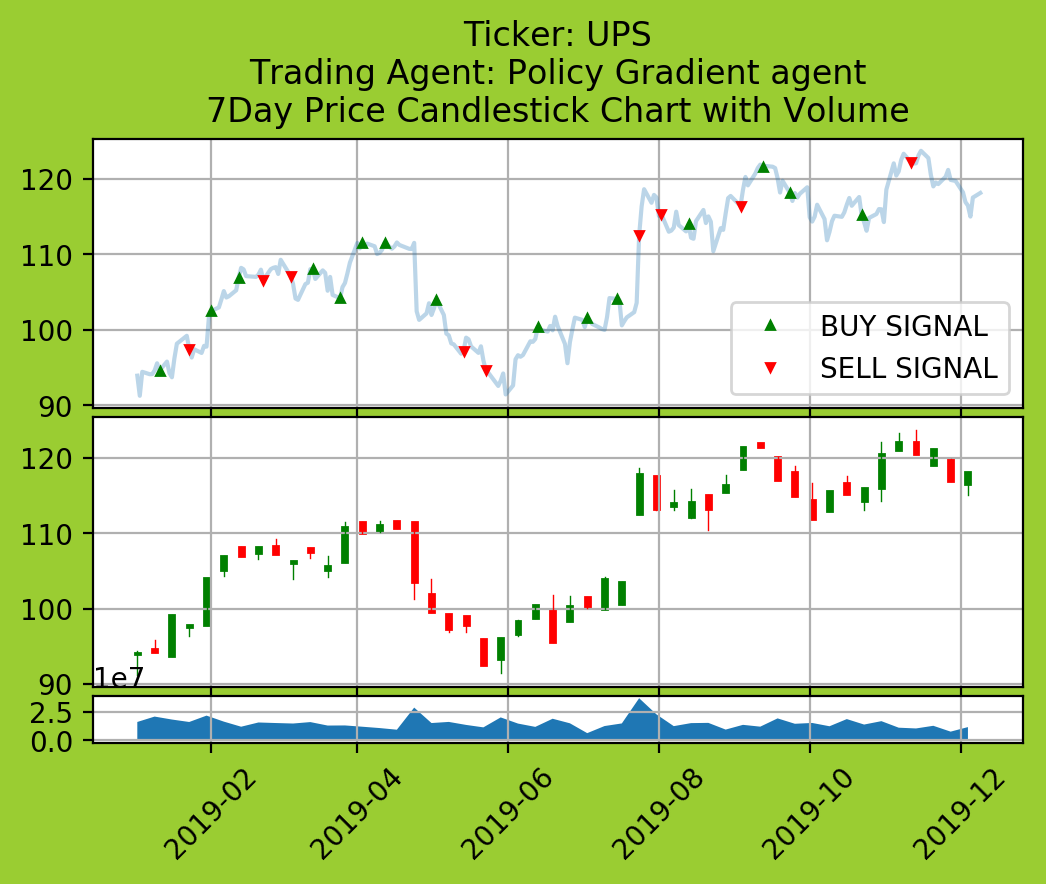 Ticker: UPS
Trading Agent: Policy Gradient agent
7Day Price Candlestick Chart with Volume
120
110
100
90
BUY SIGNAL
SELL SIGNAL
120
110
100
90
1e7
2.5
0.0
2019-02
2019-04
2019-06
2019-08
2019-10
2019-12